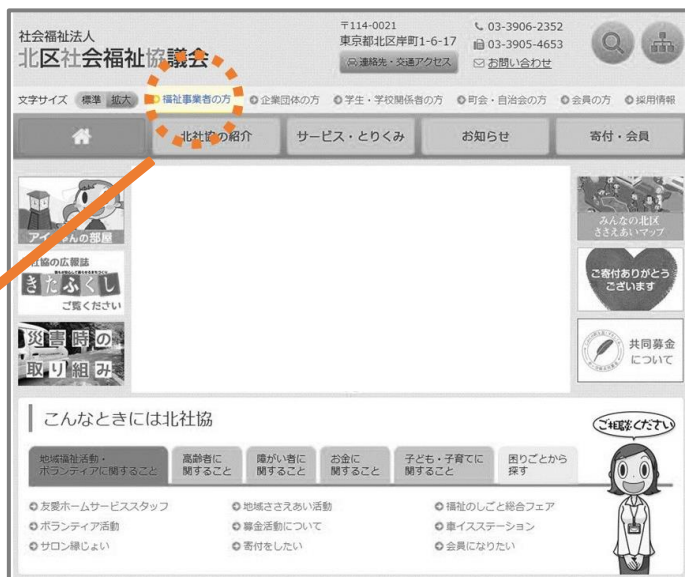 社会福祉法人
北区社会福祉協議会
〒114-0021
東京都北区岸町1-6-17
連絡先・交通アクセス
03-3906-2352
03-3905-4653
お問い合わせ
文字サイズ 標準 拡大 福祉事業者の方 企業団体の方 学生・学校関係者の方 町会・自治会の方 会員の方 採用情報
北社協の紹介 サービス・とりくみ お知らせ 寄付・会員
の部屋
社協の広報誌
きたふくし
ご覧ください
災害時の
取り組み
みんなの北区
ささえあいマップ
ご寄付ありがとう
ございます
共同募金
について
こんなときには北社協
ご相談ください
地域福祉活動・
ボランティアに関すること
高齢者に
関すること
障がい者に
関すること
お金に
関すること
子ども・子育てに
関すること
困りごとから
探す
友愛ホームサービススタッフ 地域ささえあい活動 福祉のしごと総合フェア
ボランティア活動 募金活動について 車イスステーション
サロン縁じょい 寄付をしたい 会員になりたい